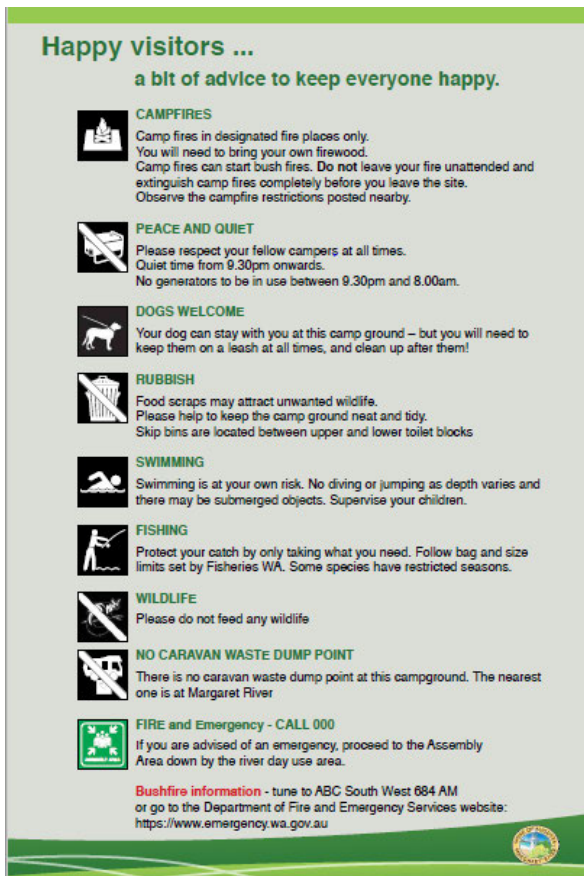 Happy visitors ...
a bit of advice to keep everyone happy.
CAMPFIRES
Camp fires in designated fire places only.
You will need to bring your own firewood.
Camp fires can start bush fires. Do not leave your fire unattended and
extinguish camp fires completely before you leave the site.
Observe the campfire restrictions posted nearby.
PEACE AND QUIET
Please respect your fellow campers at all times.
Quiet time from 9.30pm onwards.
No generators to be in use between 9.30pm and 8.00am.
DOGS WELCOME
Your dog can stay with you at this camp ground – but you will need to
keep them on a leash at all times, and clean up after them!
RUBBISH
Food scraps may attract unwanted wildlife.
Please help to keep the camp ground neat and tidy.
Skip bins are located between upper and lower toilet blocks
SWIMMING
Swimming is at your own risk. No diving or jumping as depth varies and
there may be submerged objects. Supervise your children.
FISHING
Protect your catch by only taking what you need. Follow bag and size
limits set by Fisheries WA. Some species have restricted seasons.
WILDLIFE
Please do not feed any wildlife
NO CARAVAN WASTE DUMP POINT
There is no caravan waste dump point at this campground. The nearest
one is at Margaret River
ASSEMBLY AREA
FIRE and Emergency - CALL 000
If you are advised of an emergency, proceed to the Assembly
Area down by the river day use area.
Bushfire information - tune to ABC South West 684 AM
or go to the Department of Fire and Emergency Services website:
https://www.emergency.wa.gov.au